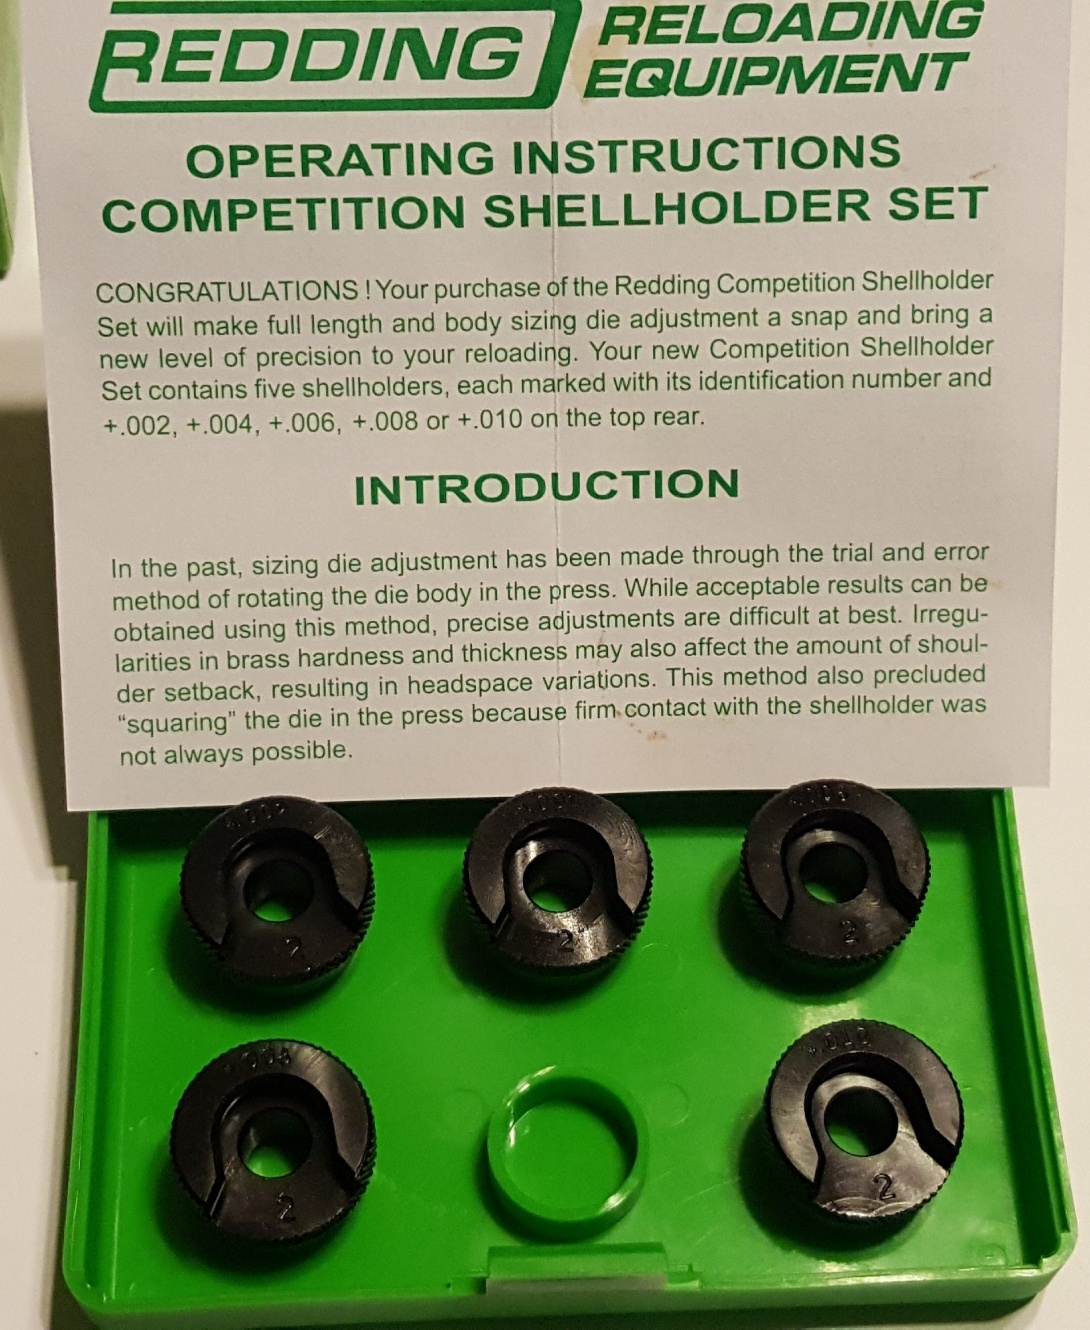 REDDING RELOADING
EQUIPMENT
OPERATING INSTRUCTIONS
COMPETITION SHELLHOLDER SET
CONGRATULATIONS ! Your purchase of the Redding Competition Shellholder
Set will make full length and body sizing die adjustment a snap and bring a
new level of precision to your reloading. Your new Competition Shellholder
Set contains five shellholders, each marked with its identification number and
+.002, +.004, +.006, +.008 or +.010 on the top rear.
INTRODUCTION
In the past, sizing die adjustment has been made through the trial and error
method of rotating the die body in the press. While acceptable results can be
obtained using this method, precise adjustments are difficult at best. Irregu-
larities in brass hardness and thickness may also affect the amount of shoul-
der setback, resulting in headspace variations. This method also precluded
“squaring” the die in the press because firm contact with the shellholder was
not always possible.
+.002
2
2
2
2
+.010
2